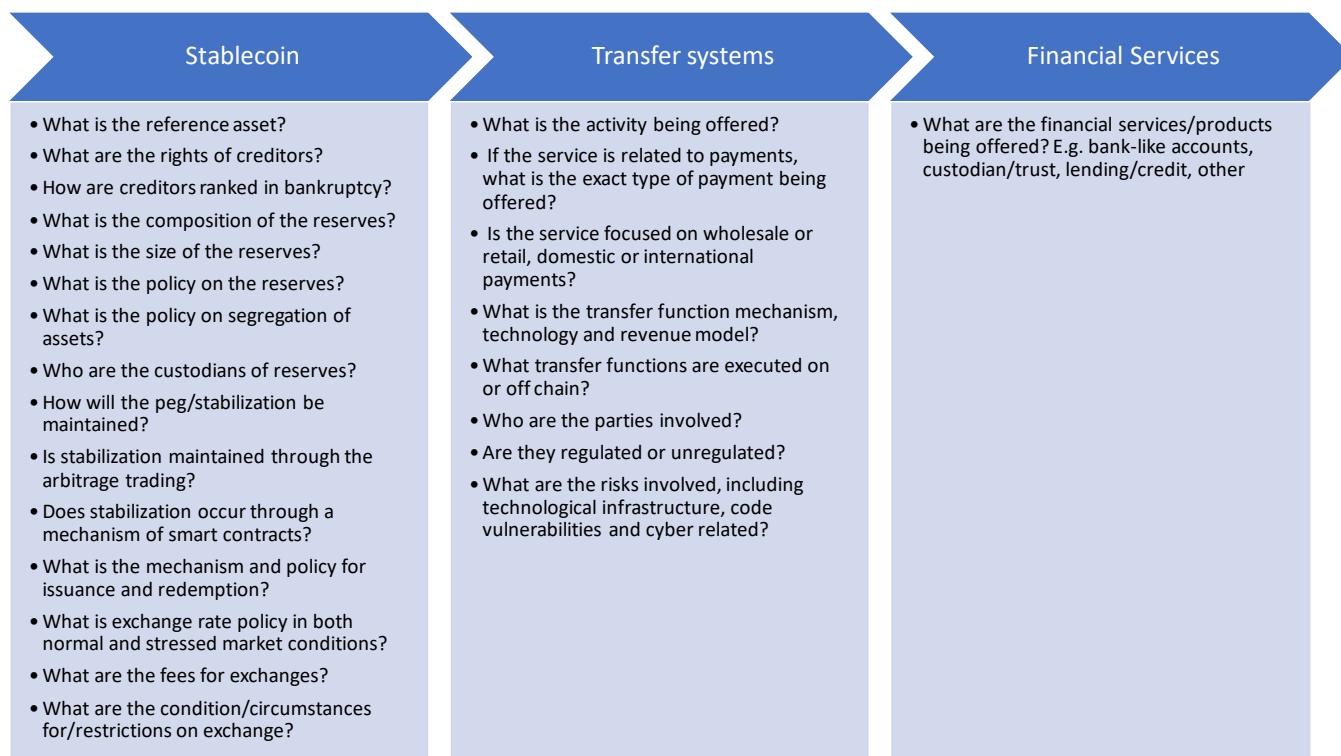 Stablecoin
• What is the reference asset?
• What are the rights of creditors?
• How are creditors ranked in bankruptcy?
• What is the composition of the reserves?
• What is the size of the reserves?
• What is the policy on the reserves?
• What is the policy on segregation of
assets?
• Who are the custodians of reserves?
• How will the peg/stabilization be
maintained?
• Is stabilization maintained through the
arbitrage trading?
• Does stabilization occur through a
mechanism of smart contracts?
• What is the mechanism and policy for
issuance and redemption?
• What is exchange rate policy in both
normal and stressed market conditions?
• What are the fees for exchanges?
• What are the condition/circumstances
for/restrictions on exchange?
Transfer systems
• What is the activity being offered?
• If the service is related to payments,
what is the exact type of payment being
offered?
• Is the service focused on wholesale or
retail, domestic or international
payments?
• What is the transfer function mechanism,
technology and revenue model?
• What transfer functions are executed on
or off chain?
• Who are the parties involved?
• Are they regulated or unregulated?
• What are the risks involved, including
technological infrastructure, code
vulnerabilities and cyber related?
Financial Services
• What are the financial services/products
being offered? E.g. bank-like accounts,
custodian/trust, lending/credit, other